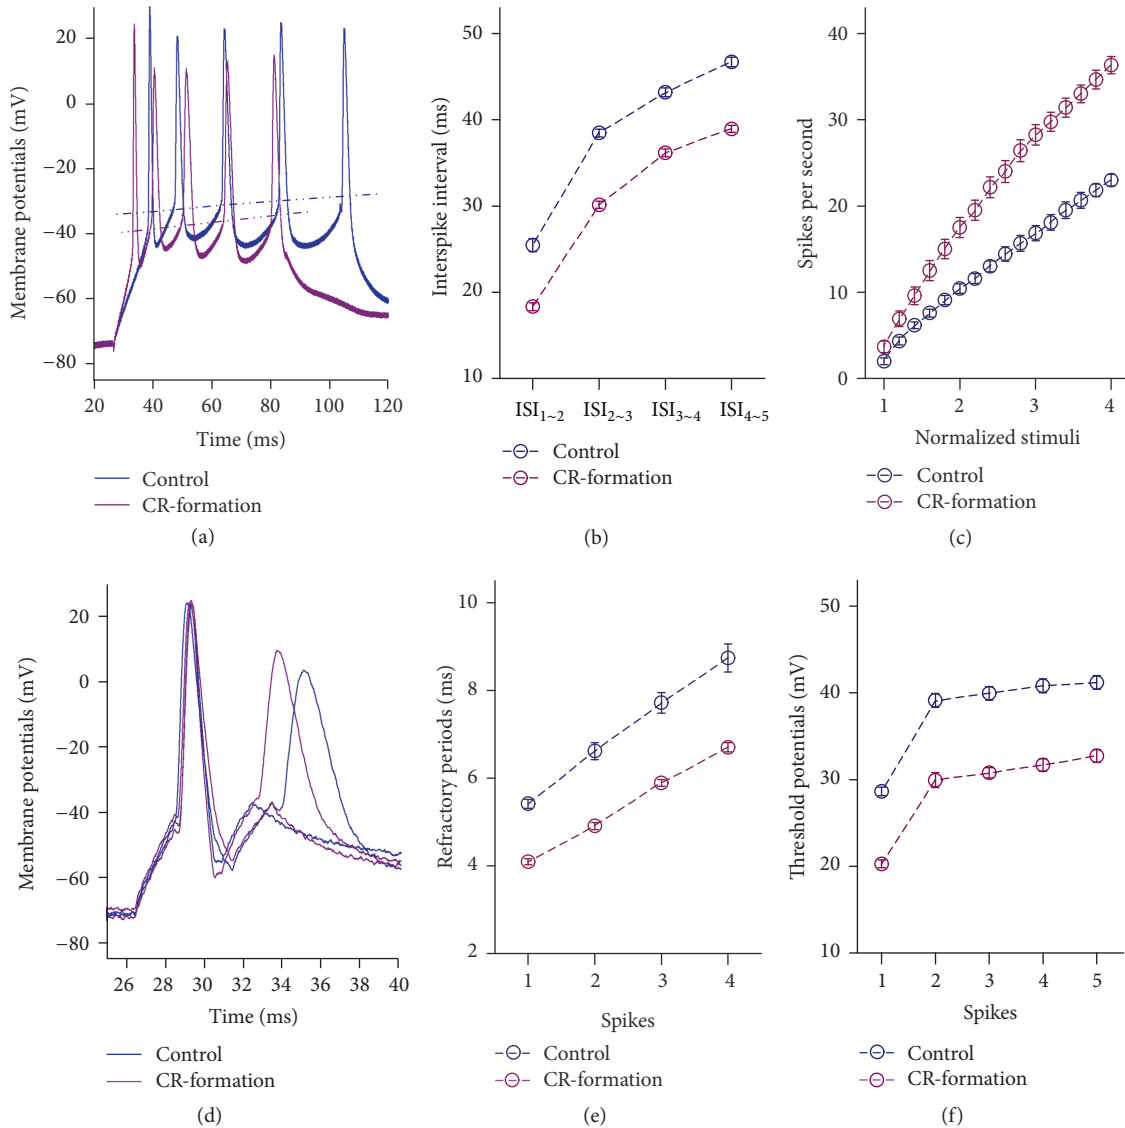 Membrane potentials (mV)
20
0
−20
−40
−60
−80
20 40 60 80 100 120
Time (ms)
Control
CR-formation
(a)
Interspike interval (ms)
50
40
30
20
10
ISI1~2 ISI2~3 ISI3~4 ISI4~5
Control
CR-formation
(b)
Spikes per second
40
30
20
10
0
1 2 3 4
Normalized stimuli
Control
CR-formation
(c)
Membrane potentials (mV)
20
0
−20
−40
−60
−80
26 28 30 32 34 36 38 40
Time (ms)
Control
CR-formation
(d)
Refractory periods (ms)
10
8
6
4
2
1 2 3 4
Spikes
Control
CR-formation
(e)
Threshold potentials (mV)
50
40
30
20
10
1 2 3 4 5
Spikes
Control
CR-formation
(f)